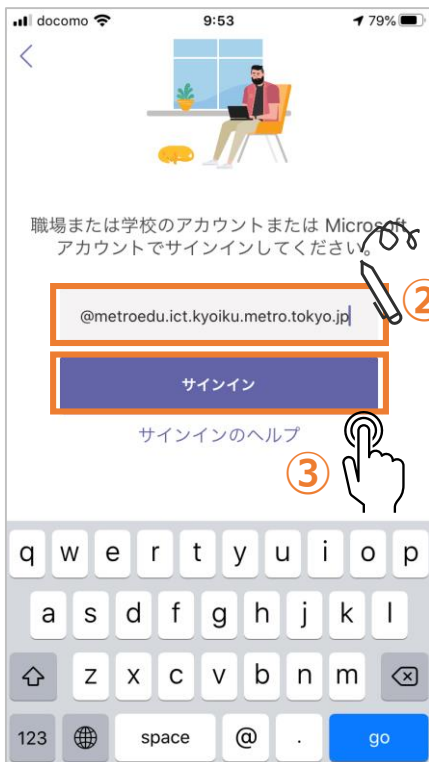 docomo 9:53 79%
職場または学校のアカウントまたは Microsoft
アカウントでサインインしてください。
②
@metroedu.ict.kyoiku.metro.tokyo.jp
サインイン
サインインのヘルプ
③
q w e r t y u i o p
a s d f g h j k l
z x c v b n m
123 space @ . go